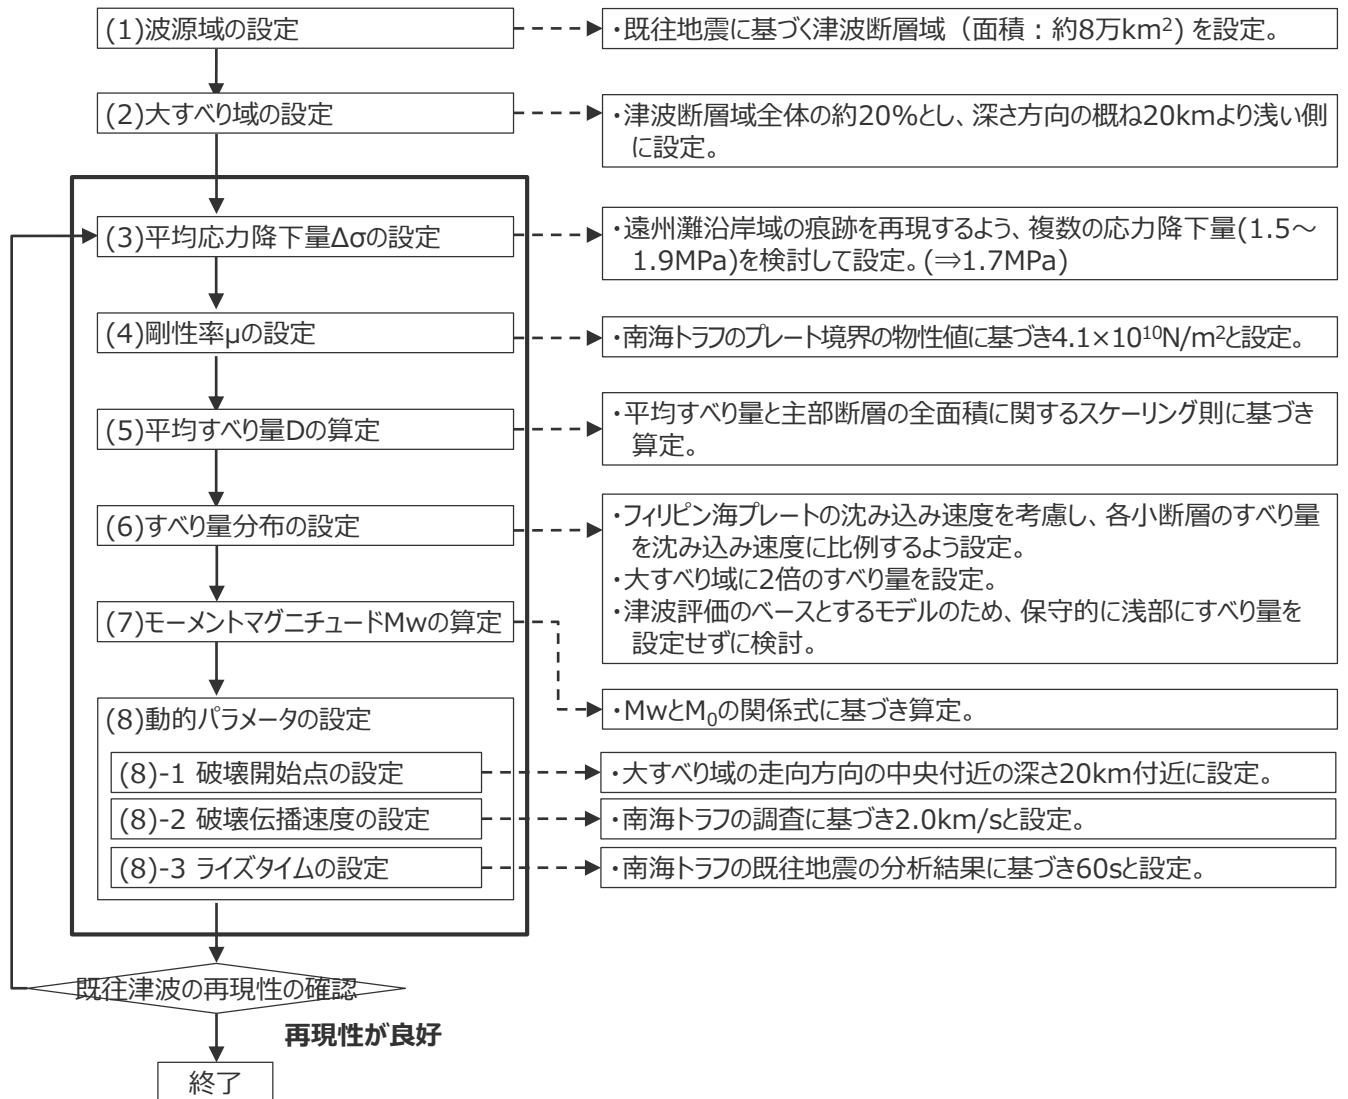 (1)波源域の設定
・既往地震に基づく津波断層域（面積：約8万km²) を設定。
(2)大すべり域の設定
・津波断層域全体の約20%とし、深さ方向の概ね20kmより浅い側
に設定。
(3)平均応力降下量Δσの設定
・遠州灘沿岸域の痕跡を再現するよう、複数の応力降下量(1.5～
1.9MPa)を検討して設定。(⇒1.7MPa)
(4)剛性率μの設定
・南海トラフのプレート境界の物性値に基づき4.1×10¹⁰N/m²と設定。
(5)平均すべり量Dの算定
・平均すべり量と主部断層の全面積に関するスケーリング則に基づき
算定。
(6)すべり量分布の設定
・フィリピン海プレートの沈み込み速度を考慮し、各小断層のすべり量
を沈み込み速度に比例するよう設定。
・大すべり域に2倍のすべり量を設定。
・津波評価のベースとするモデルのため、保守的に浅部にすべり量を
設定せずに検討。
(7)モーメントマグニチュードMwの算定
・MwとM₀の関係式に基づき算定。
(8)動的パラメータの設定
(8)-1 破壊開始点の設定
・大すべり域の走向方向の中央付近の深さ20km付近に設定。
(8)-2 破壊伝播速度の設定
・南海トラフの調査に基づき2.0km/sと設定。
(8)-3 ライズタイムの設定
・南海トラフの既往地震の分析結果に基づき60sと設定。
既往津波の再現性の確認
再現性が良好
終了